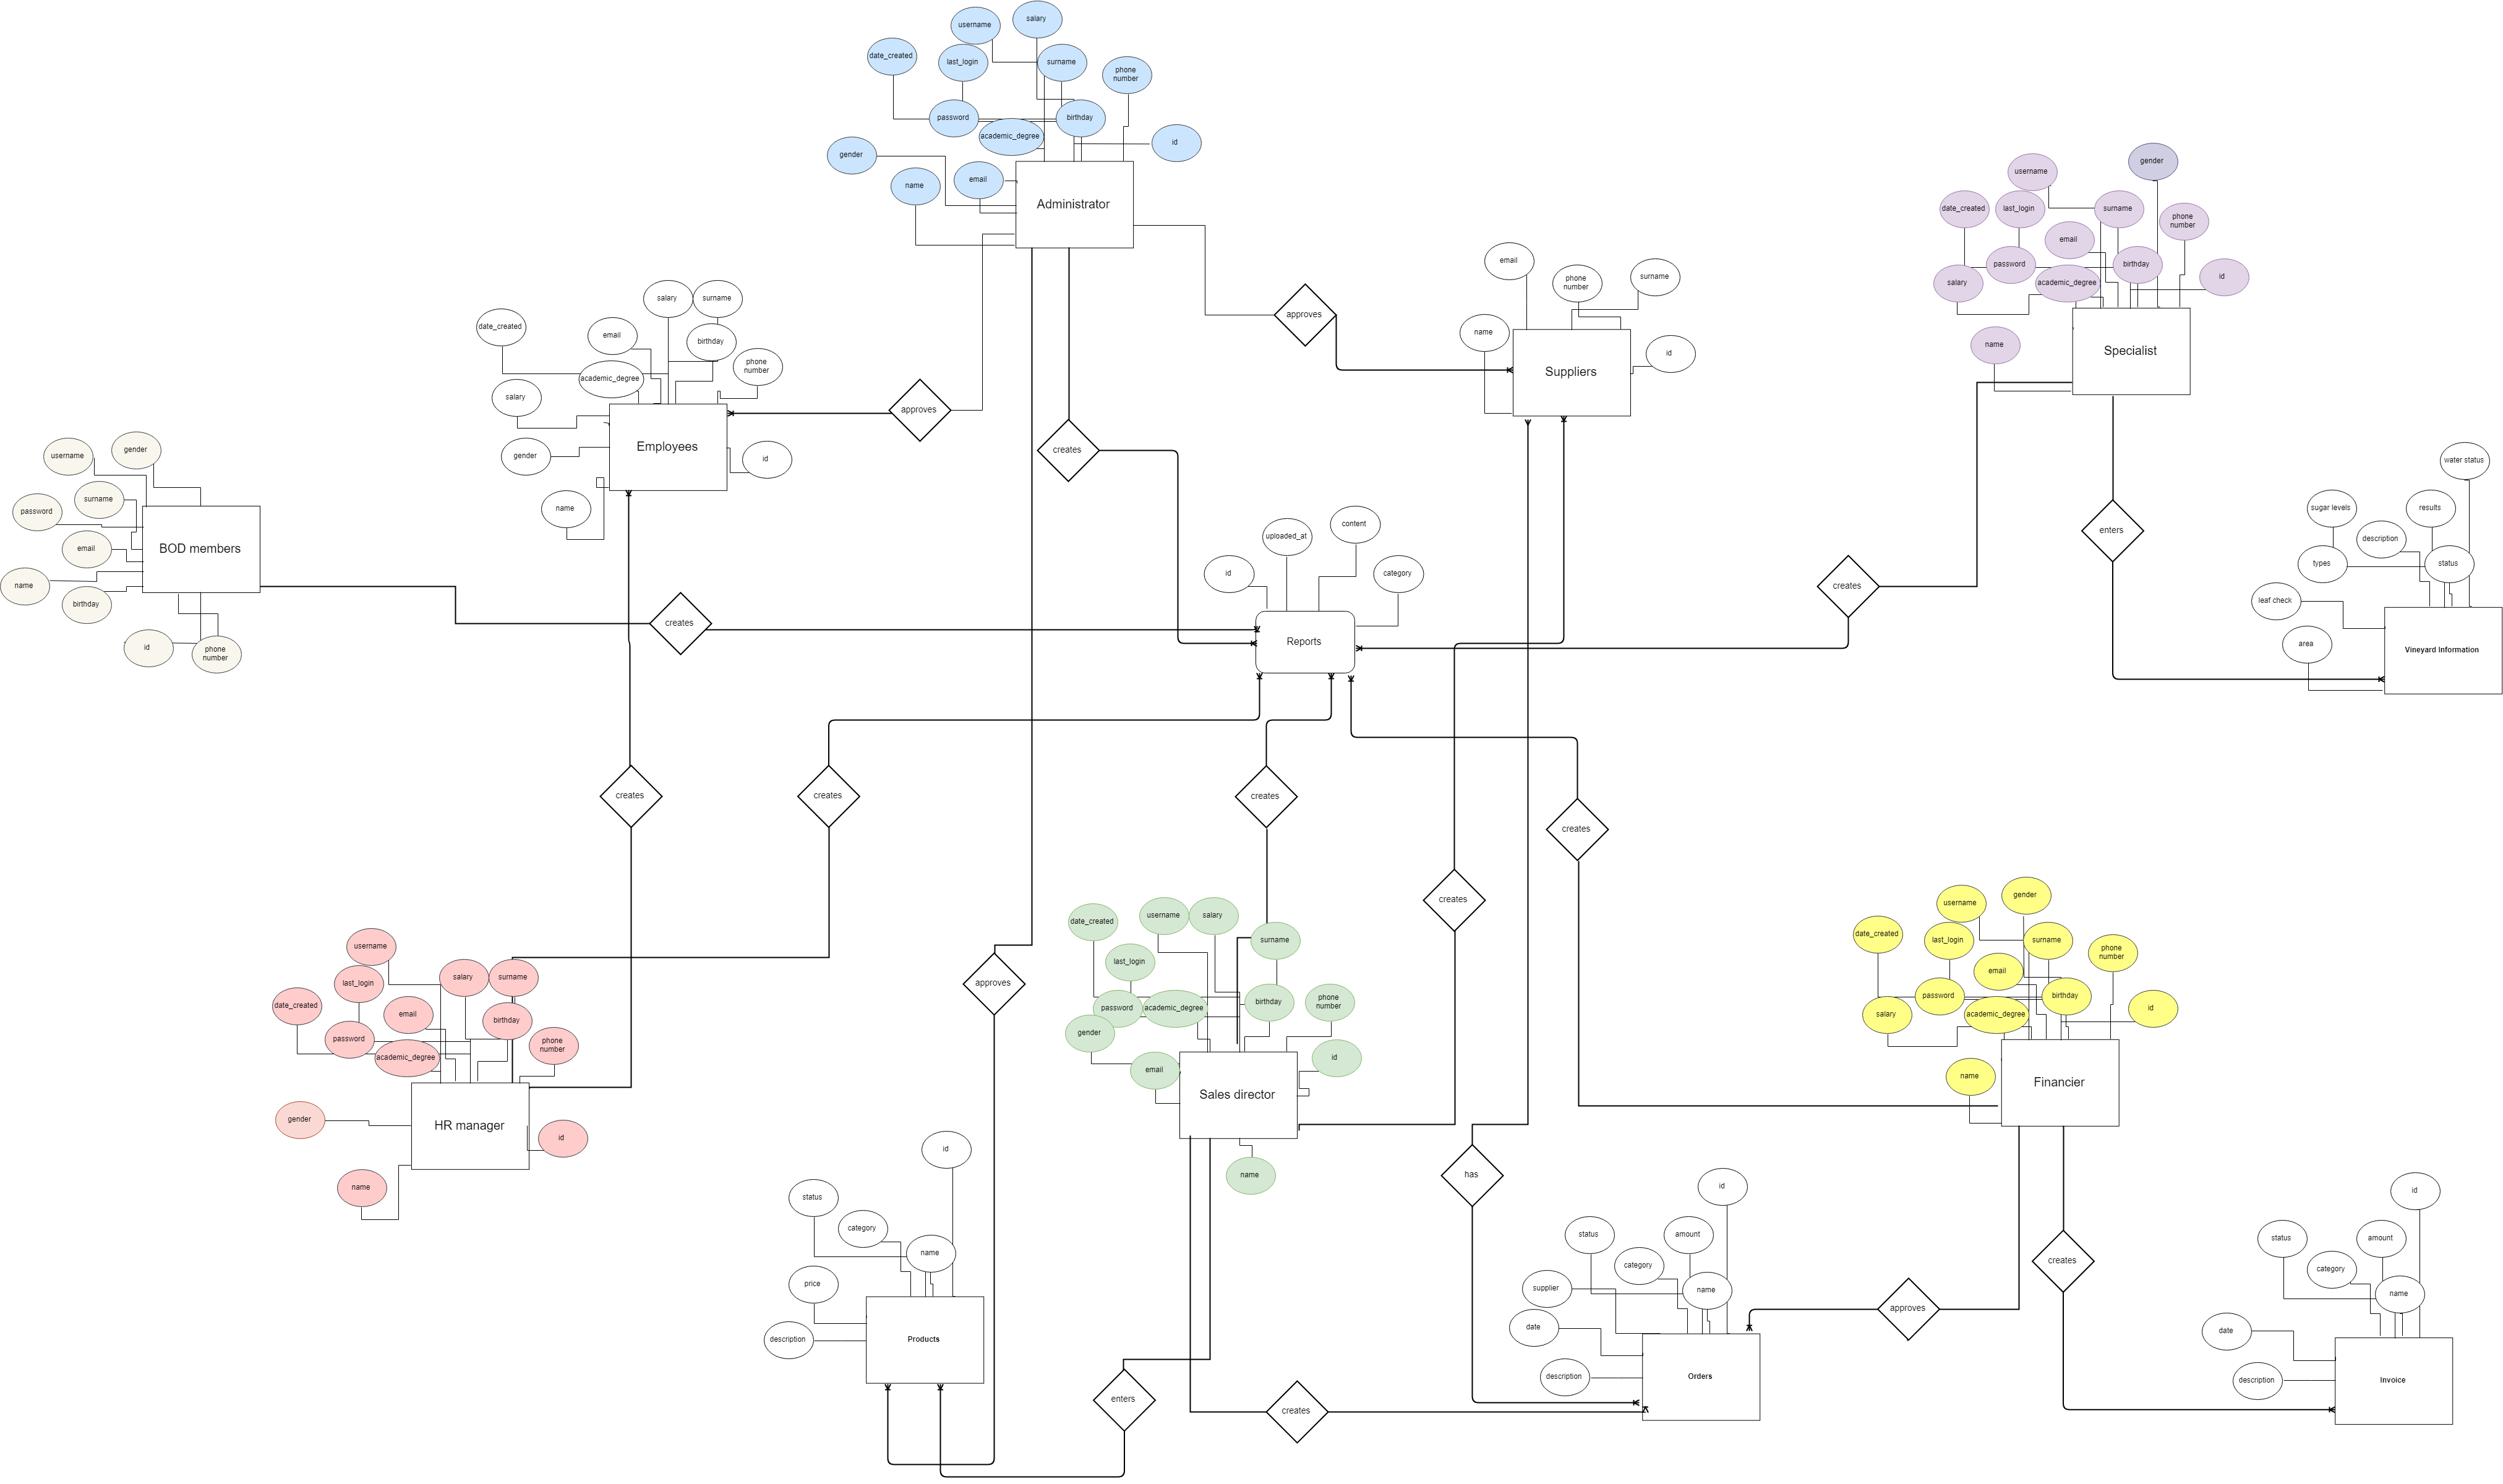 username
salary
date_created
last_login
surname
phone
number
password
birthday
academic_degree
id
gender
name
email
Administrator
username
gender
date_created
last_login
surname
phone
number
email
password
birthday
id
salary
academic_degree
name
Specialist
email
phone
number
surname
name
id
Suppliers
approves
salary
surname
date_created
email
birthday
phone
number
academic_degree
salary
gender
id
name
Employees
approves
creates
username
gender
surname
password
email
name
birthday
id
phone
number
BOD members
creates
content
uploaded_at
id
category
Reports
creates
enters
water status
sugar levels
results
description
types
status
leaf check
area
Vineyard Information
creates
creates
creates
creates
creates
username
salary
surname
last_login
date_created
email
birthday
password
academic_degree
phone
number
gender
id
name
HR manager
approves
date_created
username
salary
surname
last_login
password
academic_degree
birthday
phone
number
gender
email
id
name
Sales director
username
gender
date_created
last_login
surname
phone
number
email
password
birthday
salary
academic_degree
id
name
Financier
has
id
status
category
name
price
description
Products
enters
creates
id
status
amount
category
supplier
name
date
description
Orders
approves
creates
id
status
amount
category
name
date
description
Invoice